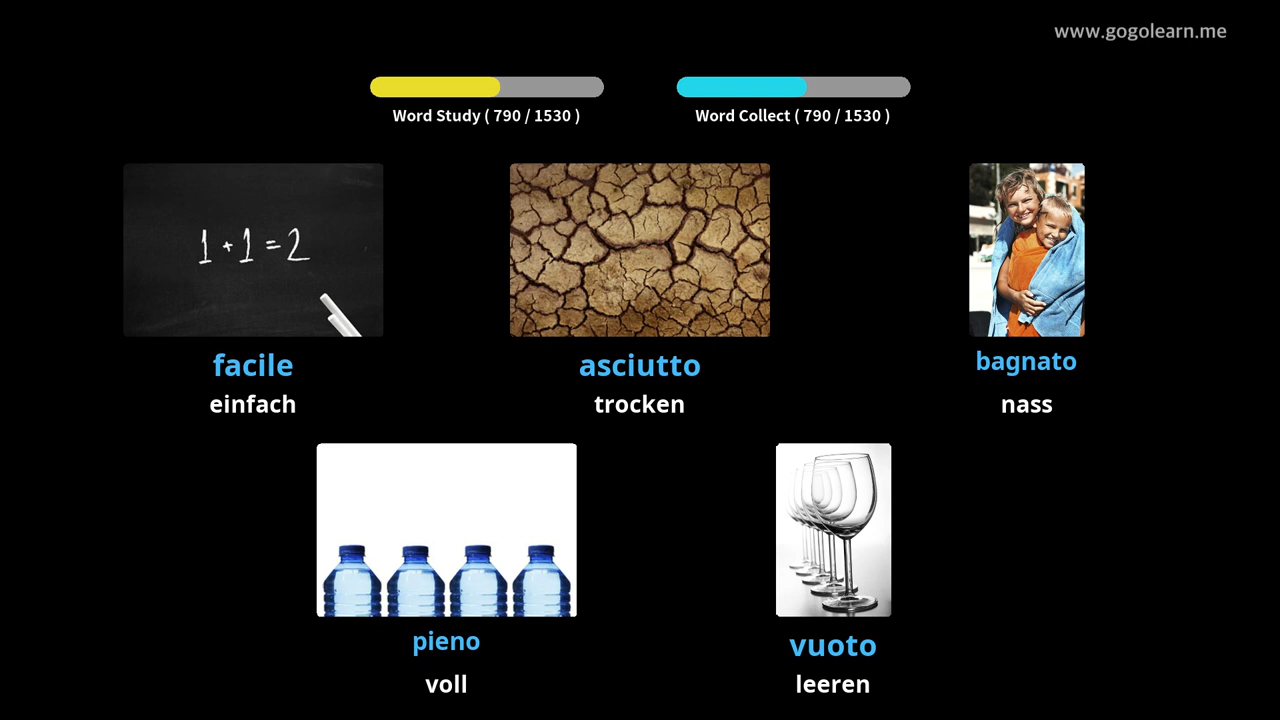 www.gogolearn.me
Word Study ( 790 / 1530 )
Word Collect ( 790 / 1530 )
1 + 1 = 2
facile
einfach
asciutto
trocken
bagnato
nass
pieno
voll
vuoto
leeren